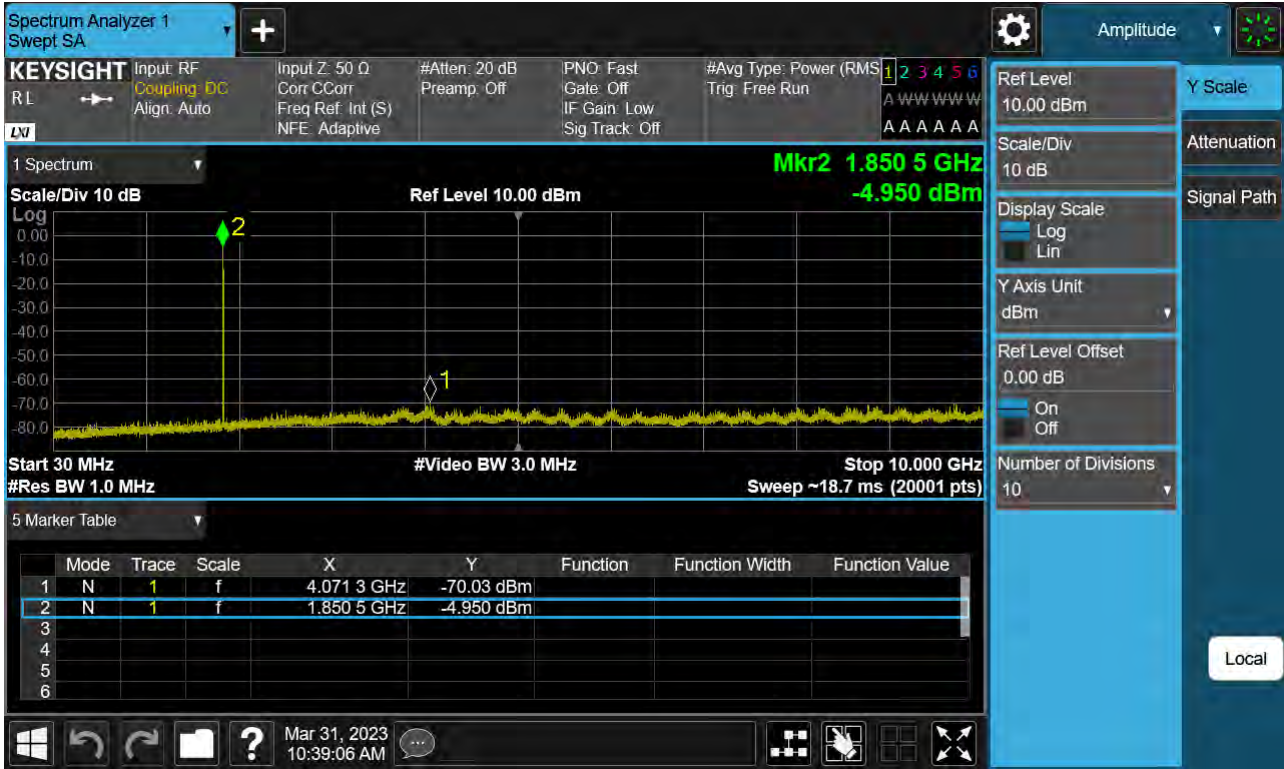 Spectrum Analyzer 1
Swept SA
Amplitude
KEYSIGHT
RL
LXI
Input: RF
Coupling: DC
Align: Auto
Input Z: 50 Ω
Corr CCorr
Freq Ref: Int (S)
NFE: Adaptive
#Atten: 20 dB
Preamp: Off
PNO: Fast
Gate: Off
IF Gain: Low
Sig Track: Off
#Avg Type: Power (RMS
Trig: Free Run
1 2 3 4 5 6
A W W W W W
A A A A A A
1 Spectrum
Mkr2 1.850 5 GHz
Scale/Div 10 dB
Ref Level 10.00 dBm
-4.950 dBm
Log
0.00
-10.0
-20.0
-30.0
-40.0
-50.0
-60.0
-70.0
-80.0
2
1
Start 30 MHz
#Video BW 3.0 MHz
Stop 10.000 GHz
#Res BW 1.0 MHz
Sweep ~18.7 ms (20001 pts)
5 Marker Table
Mode Trace Scale X Y Function Function Width Function Value
1 N 1 f 4.071 3 GHz -70.03 dBm
2 N 1 f 1.850 5 GHz -4.950 dBm
3
4
5
6
?
Mar 31, 2023
10:39:06 AM
Ref Level
10.00 dBm
Scale/Div
10 dB
Display Scale
Log
Lin
Y Axis Unit
dBm
Ref Level Offset
0.00 dB
On
Off
Number of Divisions
10
Y Scale
Attenuation
Signal Path
Local